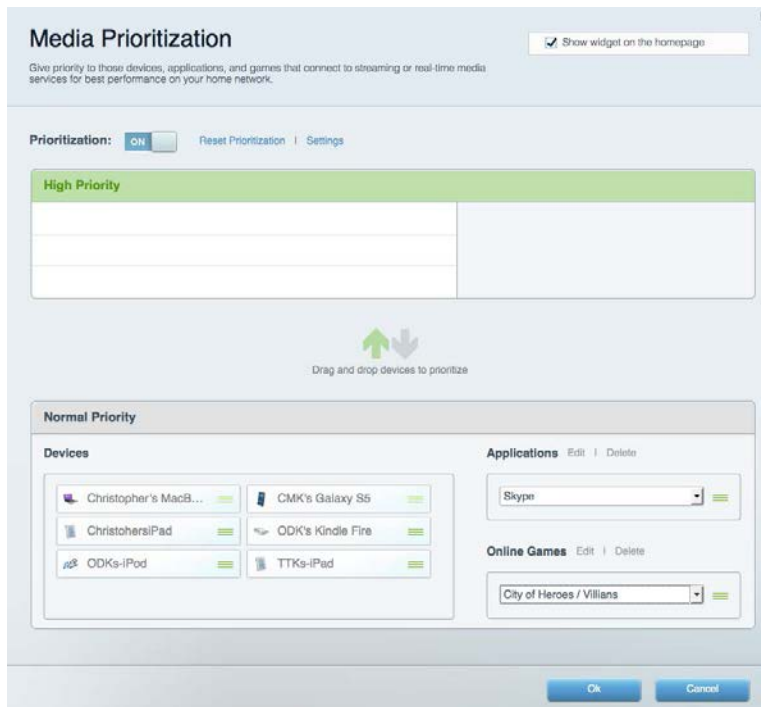 Media Prioritization
Show widget on the homepage
Give priority to those devices, applications, and games that connect to streaming or real-time media
services for best performance on your home network.
Prioritization: ON Reset Prioritization | Settings
High Priority
Drag and drop devices to prioritize
Normal Priority
Devices
Christopher's MacB...
CMK's Galaxy S5
ChristohersiPad
ODK's Kindle Fire
ODKs-iPod
TTKs-iPad
Applications Edit | Delete
Skype
Online Games Edit | Delete
City of Heroes / Villians
Ok
Cancel